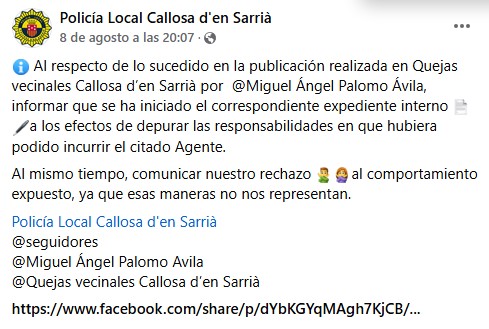 Policía Local Callosa d'en Sarrià
8 de agosto a las 20:07 ·
Al respecto de lo sucedido en la publicación realizada en Quejas
vecinales Callosa d’en Sarrià por @Miguel Ángel Palomo Ávila,
informar que se ha iniciado el correspondiente expediente interno
a los efectos de depurar las responsabilidades en que hubiera
podido incurrir el citado Agente.
Al mismo tiempo, comunicar nuestro rechazo 🤦‍♂️🤦‍♀️ al comportamiento
expuesto, ya que esas maneras no nos representan.
Policía Local Callosa d'en Sarrià
@seguidores
@Miguel Ángel Palomo Avila
@Quejas vecinales Callosa d’en Sarrià
https://www.facebook.com/share/p/dYbKGYqMAgh7KjCB/...